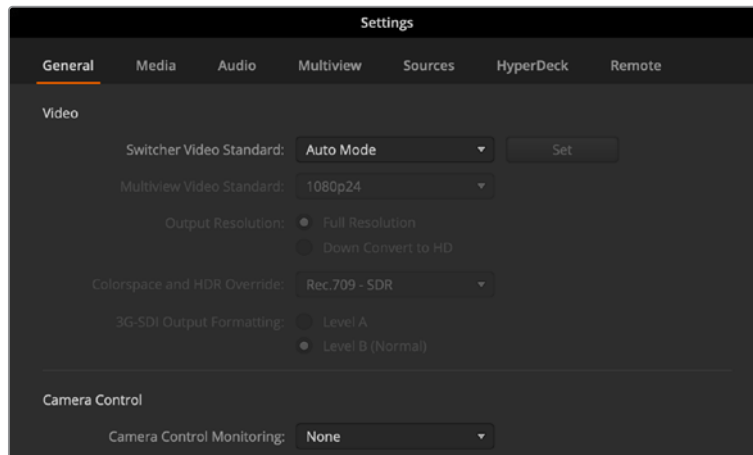 Settings
General Media Audio Multiview Sources HyperDeck Remote
Video
Switcher Video Standard: Auto Mode Set
Multiview Video Standard: 1080p24
Output Resolution: Full Resolution
Down Convert to HD
Colorspace and HDR Override: Rec.709 - SDR
3G-SDI Output Formatting: Level A
Level B (Normal)
Camera Control
Camera Control Monitoring: None